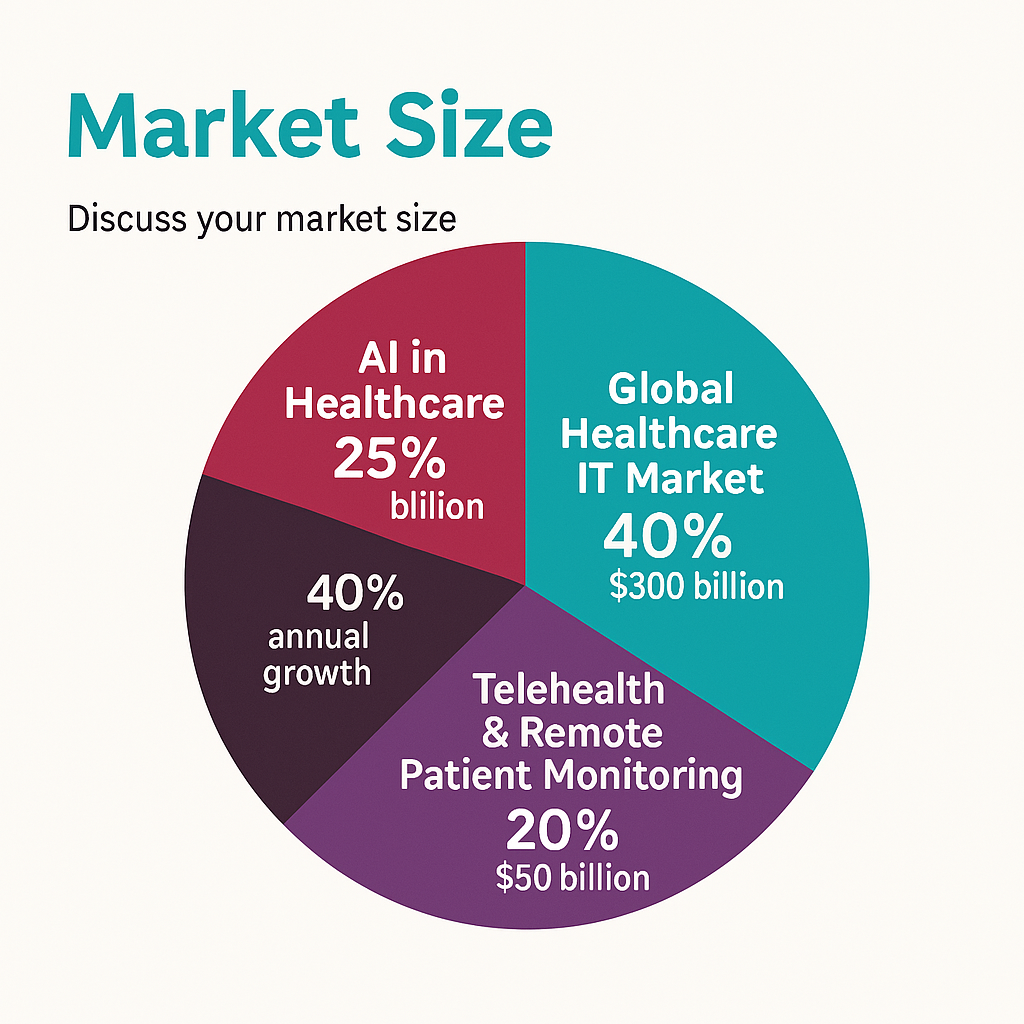 Market Size
Discuss your market size
AI in
Healthcare
25%
blilion
Global
Healthcare
IT Market
40%
$300 billion
40%
annual
growth
Telehealth
& Remote
Patient Monitoring
20%
$50 billion